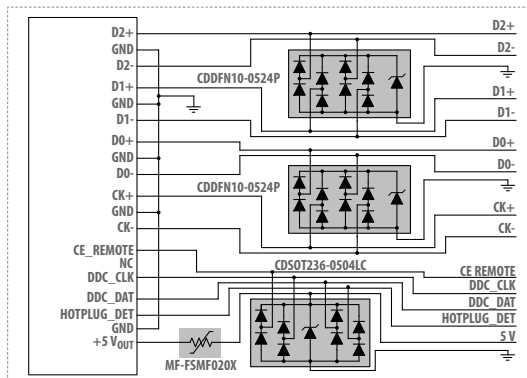 D2+
GND
D2-
D1+
GND
D1-
D0+
GND
D0-
CK+
GND
CK-
CE_REMOTE
NC
DDC_CLK
DDC_DAT
HOTPLUG_DET
GND
+5 VOUT
CDDFN10-0524P
CDDFN10-0524P
CDSOT236-0504LC
MF-FSMF020X
D2+
D2-
D1+
D1-
D0+
D0-
CK+
CK-
CE REMOTE
DDC_CLK
DDC_DAT
HOTPLUG_DET
5 V